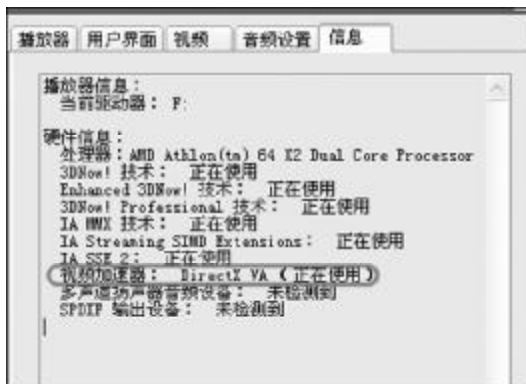 播放器 用户界面 视频 音频设置 信息
播放器信息：
当前驱动器： F:
硬件信息：
处理器：AMD Athlon(tm) 64 X2 Dual Core Processor
3DNow! 技术： 正在使用
Enhanced 3DNow! 技术： 正在使用
3DNow! Professional 技术： 正在使用
IA MMX 技术： 正在使用
IA Streaming SIMD Extensions： 正在使用
IA SSE 2： 正在使用
视频加速器： DirectX VA（正在使用）
多声道扬声器音频设备： 未检测到
SPDIF 输出设备： 未检测到